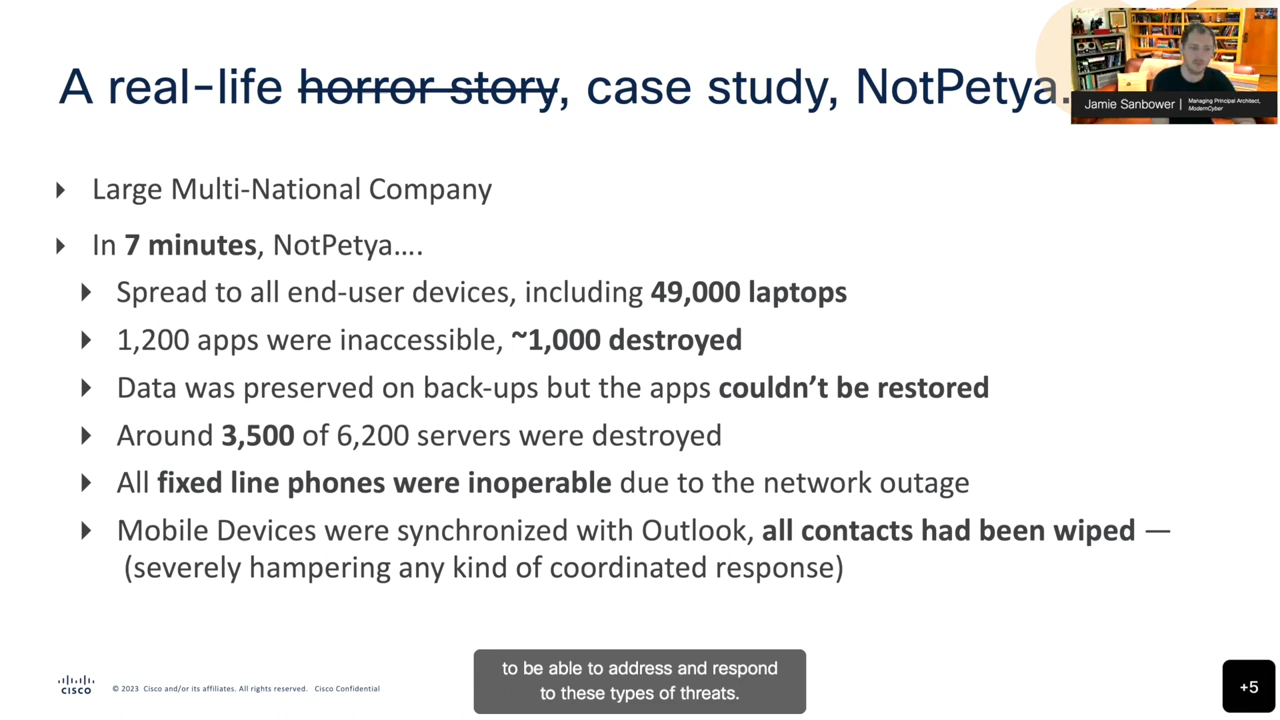 A real-life horror story, case study, NotPetya.
Jamie Sanbower | Managing Principal Architect,
ModernCyber
Large Multi-National Company
In 7 minutes, NotPetya….
Spread to all end-user devices, including 49,000 laptops
1,200 apps were inaccessible, ~1,000 destroyed
Data was preserved on back-ups but the apps couldn’t be restored
Around 3,500 of 6,200 servers were destroyed
All fixed line phones were inoperable due to the network outage
Mobile Devices were synchronized with Outlook, all contacts had been wiped —
(severely hampering any kind of coordinated response)
to be able to address and respond
to these types of threats.
CISCO
© 2023 Cisco and/or its affiliates. All rights reserved. Cisco Confidential
+5